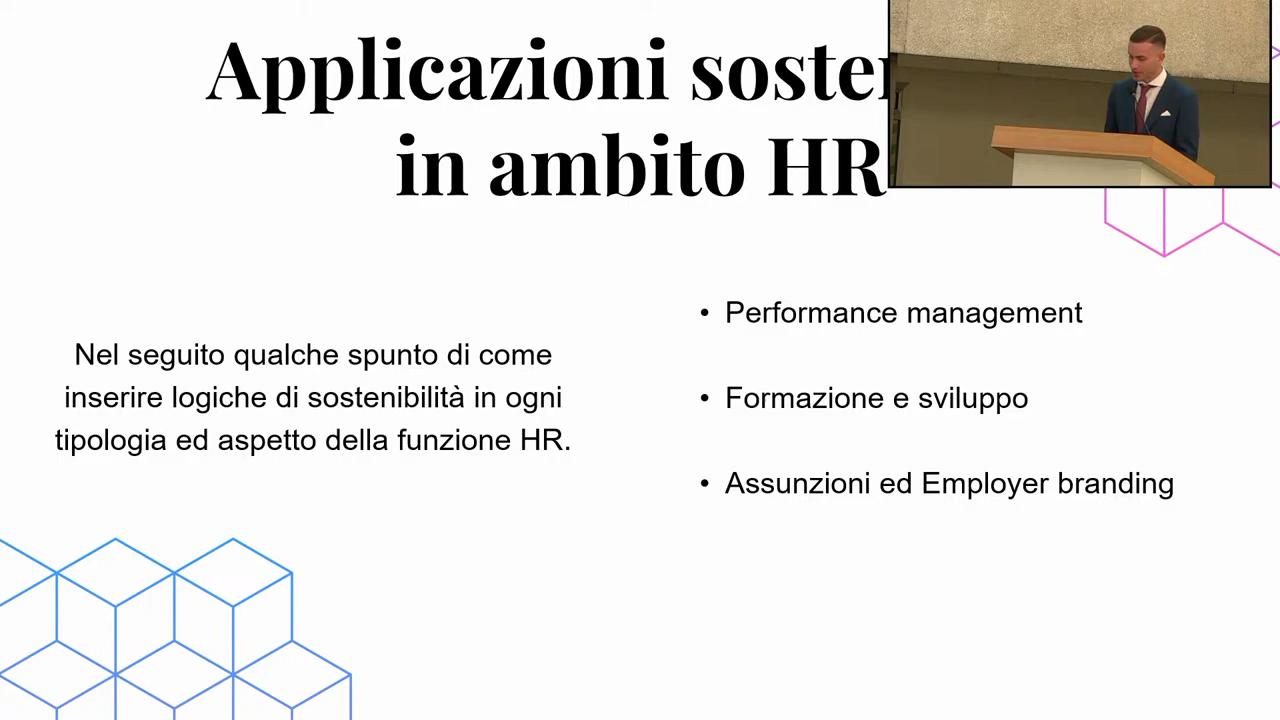 Applicazioni
in ambito HR
Nel seguito qualche spunto di come
inserire logiche di sostenibilità in ogni
tipologia ed aspetto della funzione HR.
• Performance management
• Formazione e sviluppo
• Assunzioni ed Employer branding